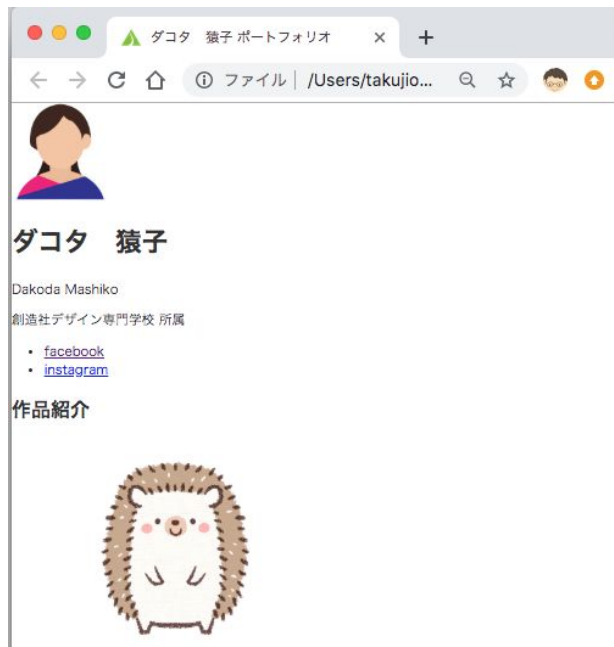 ダコタ　猿子 ポートフォリオ
ファイル | /Users/takujio...
ダコタ　猿子
Dakoda Mashiko
創造社デザイン専門学校 所属
• facebook
• instagram
作品紹介